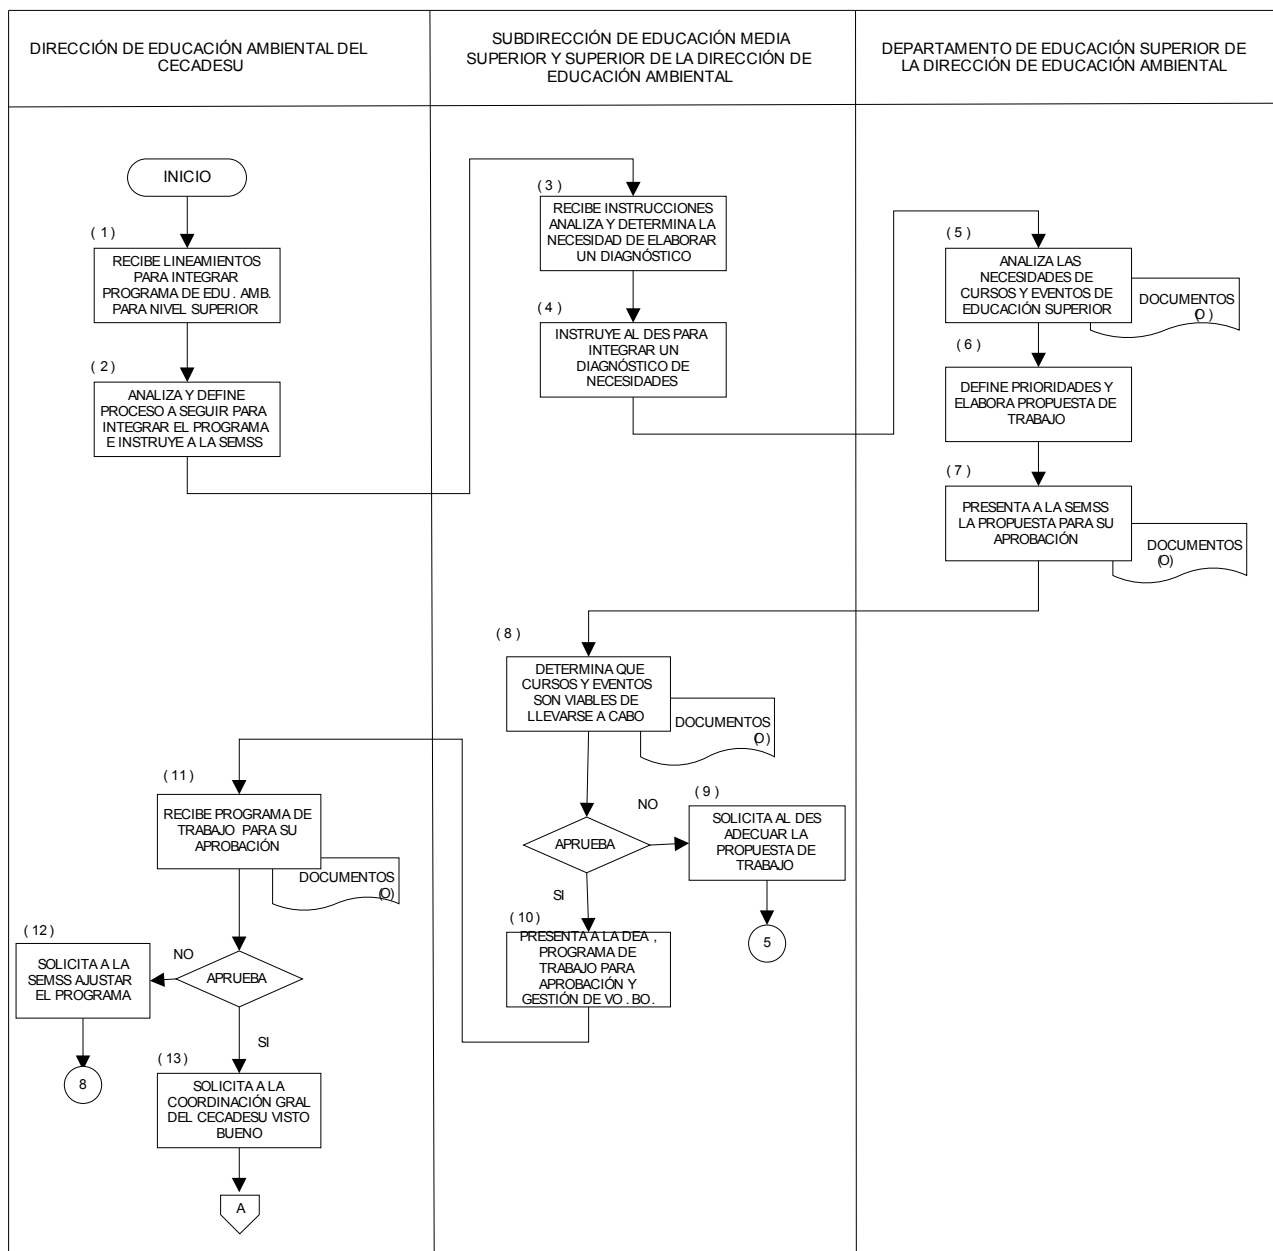 DIRECCIÓN DE EDUCACIÓN AMBIENTAL DEL
CECADESU
SUBDIRECCIÓN DE EDUCACIÓN MEDIA
SUPERIOR Y SUPERIOR DE LA DIRECCIÓN DE
EDUCACIÓN AMBIENTAL
DEPARTAMENTO DE EDUCACIÓN SUPERIOR DE
LA DIRECCIÓN DE EDUCACIÓN AMBIENTAL
INICIO
( 1 )
RECIBE LINEAMIENTOS
PARA INTEGRAR
PROGRAMA DE EDU . AMB.
PARA NIVEL SUPERIOR
( 2 )
ANALIZA Y DEFINE
PROCESO A SEGUIR PARA
INTEGRAR EL PROGRAMA
E INSTRUYE A LA SEMSS
( 3 )
RECIBE INSTRUCCIONES
ANALIZA Y DETERMINA LA
NECESIDAD DE ELABORAR
UN DIAGNÓSTICO
( 4 )
INSTRUYE AL DES PARA
INTEGRAR UN
DIAGNÓSTICO DE
NECESIDADES
( 5 )
ANALIZA LAS
NECESIDADES DE
CURSOS Y EVENTOS DE
EDUCACIÓN SUPERIOR
DOCUMENTOS
(O)
( 6 )
DEFINE PRIORIDADES Y
ELABORA PROPUESTA DE
TRABAJO
( 7 )
PRESENTA A LA SEMSS
LA PROPUESTA PARA SU
APROBACIÓN
DOCUMENTOS
(O)
( 8 )
DETERMINA QUE
CURSOS Y EVENTOS
SON VIABLES DE
LLEVARSE A CABO
DOCUMENTOS
(O)
APRUEBA
NO
( 9 )
SOLICITA AL DES
ADECUAR LA
PROPUESTA DE
TRABAJO
5
SI
( 10 )
PRESENTA A LA DEA ,
PROGRAMA DE
TRABAJO PARA
APROBACIÓN Y
GESTIÓN DE VO . BO.
( 11 )
RECIBE PROGRAMA DE
TRABAJO PARA SU
APROBACIÓN
DOCUMENTOS
(O)
APRUEBA
NO
( 12 )
SOLICITA A LA
SEMSS AJUSTAR
EL PROGRAMA
8
SI
( 13 )
SOLICITA A LA
COORDINACIÓN GRAL
DEL CECADESU VISTO
BUENO
A